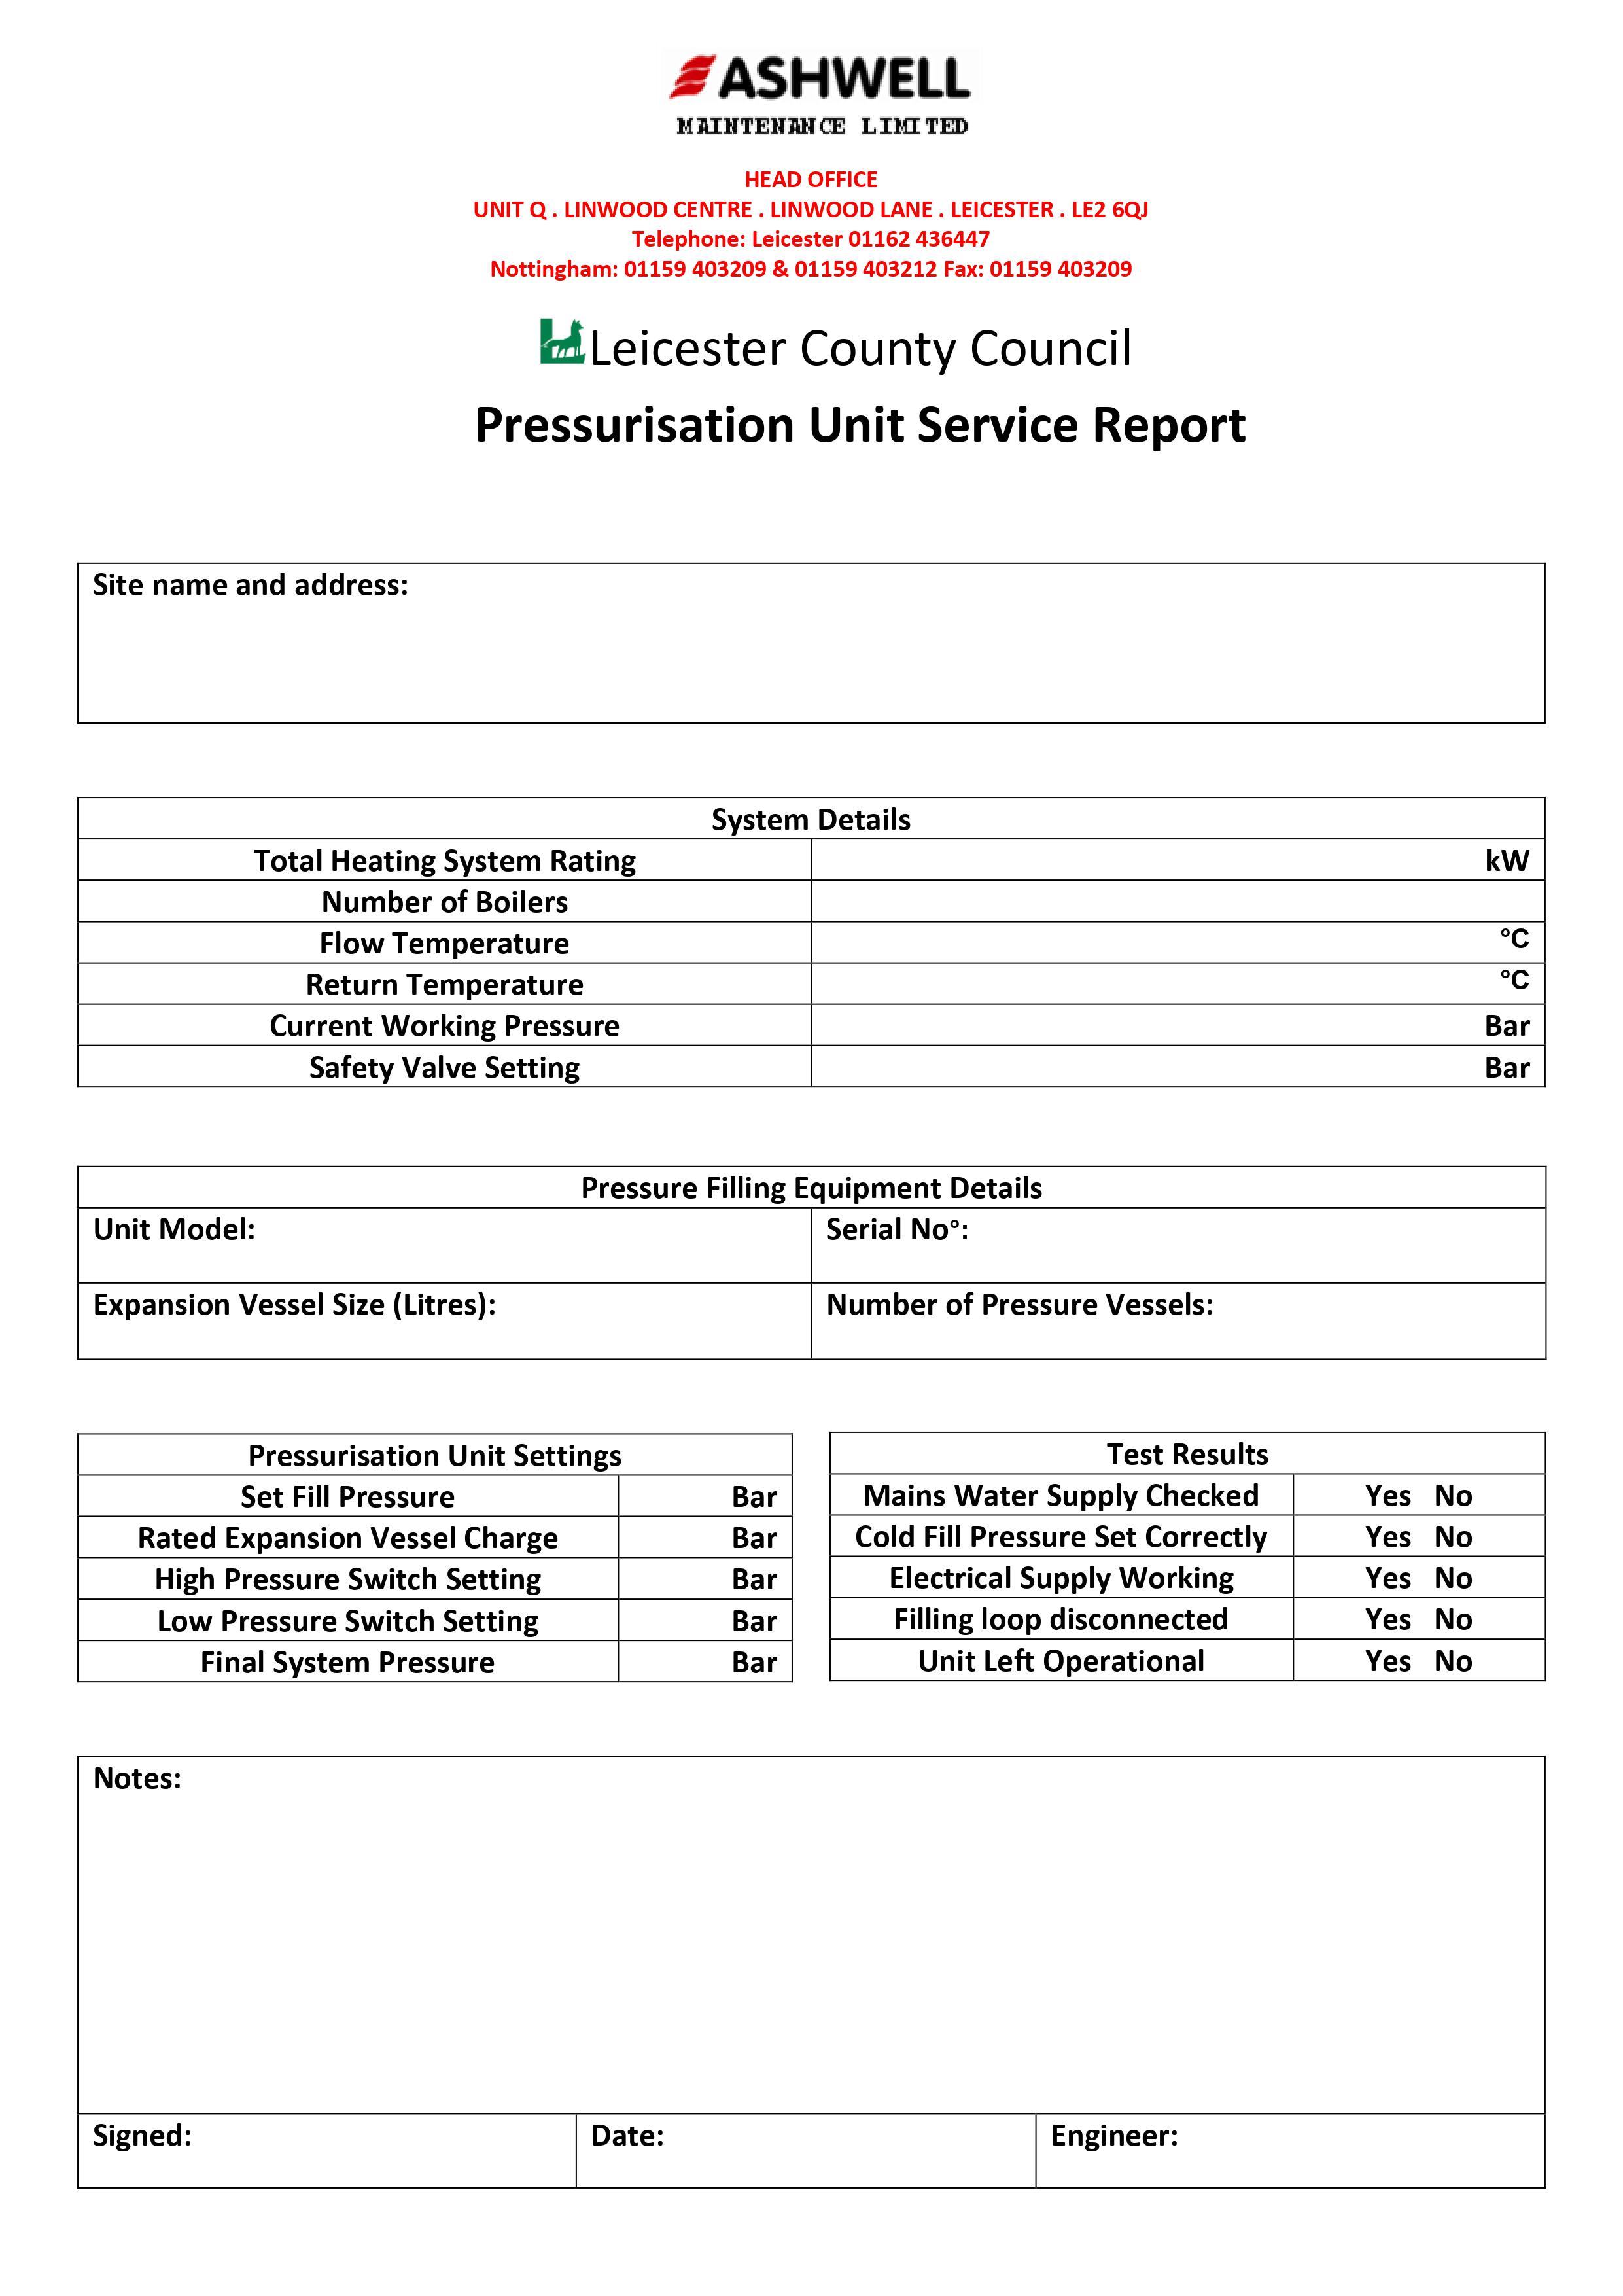 ASHWELL
MAINTENANCE LIMITED
HEAD OFFICE
UNIT Q . LINWOOD CENTRE . LINWOOD LANE . LEICESTER . LE2 6QJ
Telephone: Leicester 01162 436447
Nottingham: 01159 403209 & 01159 403212 Fax: 01159 403209
Leicester County Council
Pressurisation Unit Service Report
Site name and address:
System Details
Total Heating System Rating kW
Number of Boilers
Flow Temperature °C
Return Temperature °C
Current Working Pressure Bar
Safety Valve Setting Bar
Pressure Filling Equipment Details
Unit Model: Serial No°:
Expansion Vessel Size (Litres): Number of Pressure Vessels:
Pressurisation Unit Settings
Set Fill Pressure Bar
Rated Expansion Vessel Charge Bar
High Pressure Switch Setting Bar
Low Pressure Switch Setting Bar
Final System Pressure Bar
Test Results
Mains Water Supply Checked Yes No
Cold Fill Pressure Set Correctly Yes No
Electrical Supply Working Yes No
Filling loop disconnected Yes No
Unit Left Operational Yes No
Notes:
Signed: Date: Engineer: